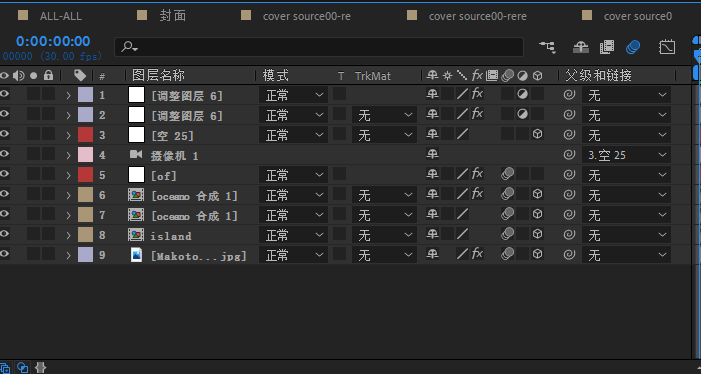 ALL-ALL 封面 cover source00-re cover source00-rere cover source0
0:00:00:00
00000 (30.00 fps)
# 图层名称 模式 T TrkMat 父级和链接
1 [调整图层 6] 正常 fx 无
2 [调整图层 6] 正常 无 fx 无
3 [空 25] 正常 无 无
4 摄像机 1 3.空 25
5 [of] 正常 fx 无
6 [oceano 合成 1] 正常 无 fx 无
7 [oceano 合成 1] 正常 无 无
8 island 正常 无 无
9 [Makoto...jpg] 正常 无 fx 无